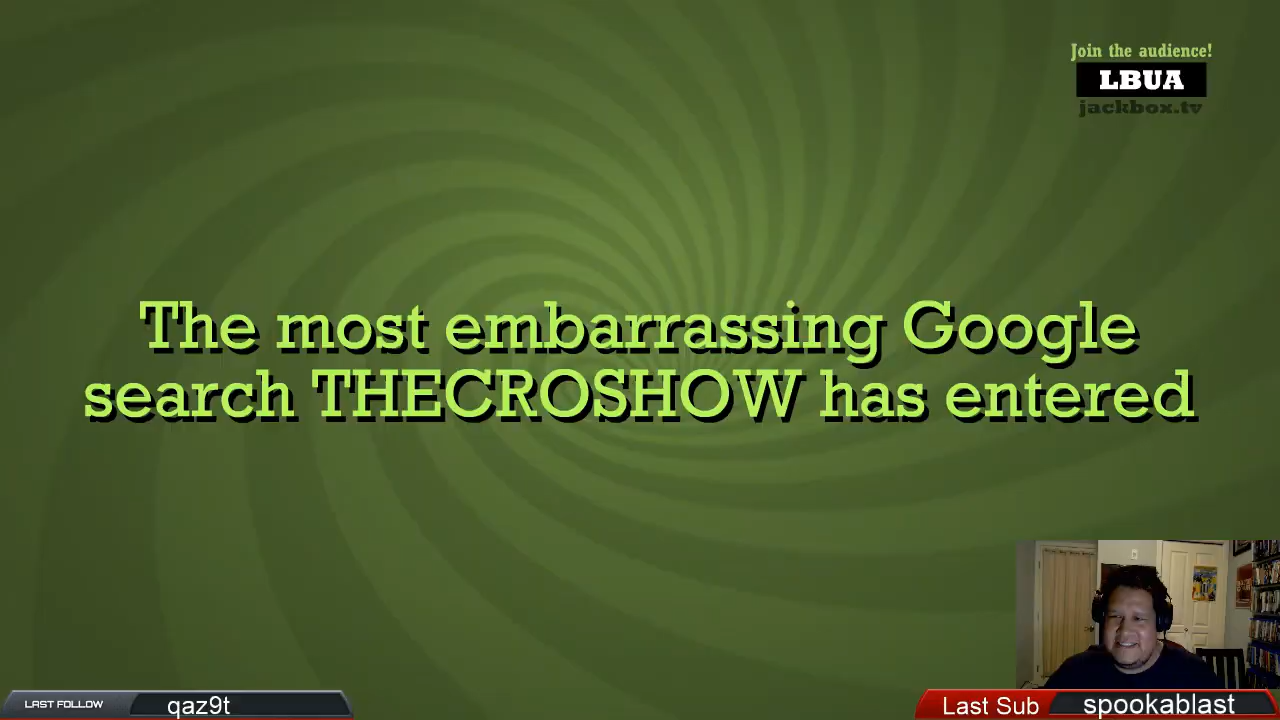 Join the audience!
LBUA
jackbox.tv
The most embarrassing Google
search THECROSHOW has entered
LAST FOLLOW qaz9t
Last Sub spookablast